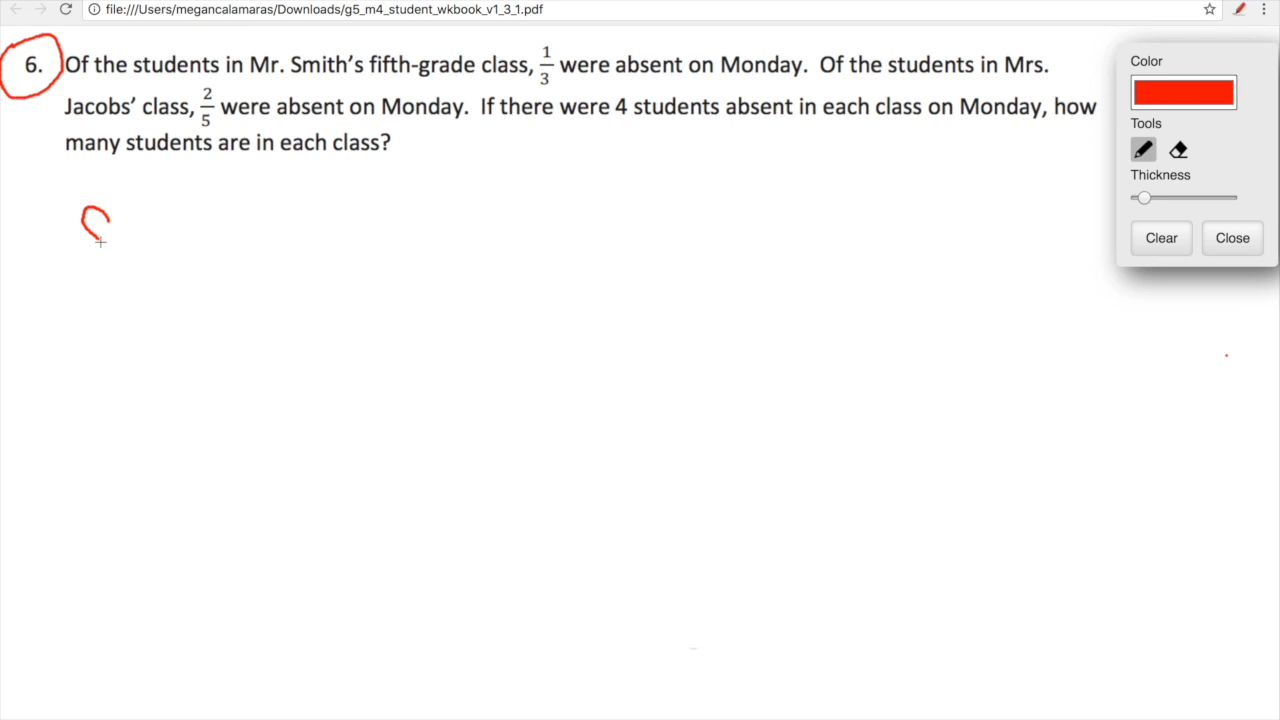 file:///Users/megancalamaras/Downloads/g5_m4_student_wkbook_v1_3_1.pdf
6. Of the students in Mr. Smith’s fifth-grade class, 1/3 were absent on Monday. Of the students in Mrs.
Jacobs’ class, 2/5 were absent on Monday. If there were 4 students absent in each class on Monday, how
many students are in each class?
Color
Tools
Thickness
Clear Close